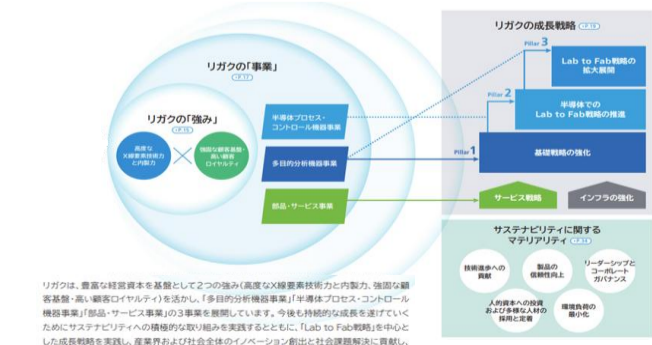 リガクの「事業」
P.17
リガクの「強み」
P.15
高度な
X線要素技術力
と内製力
強固な顧客基盤・
高い顧客
ロイヤルティ
半導体プロセス・
コントロール機器事業
多目的分析機器事業
部品・サービス事業
リガクの成長戦略
Pillar 3
Lab to Fab戦略の
拡大展開
Pillar 2
半導体での
Lab to Fab戦略の推進
Pillar 1
基礎戦略の強化
サービス戦略
インフラの強化
サステナビリティに関する
マテリアリティ
技術進歩への
貢献
製品の
信頼性向上
リーダーシップと
コーポレート
ガバナンス
人的資本への投資
および多様な人材の
採用と定着
環境負荷の
最小化
リガクは、豊富な経営資本を基盤として2つの強み(高度なX線要素技術力と内製力、強固な顧
客基盤・高い顧客ロイヤルティ)を活かし、「多目的分析機器事業」「半導体プロセス・コントロール
機器事業」「部品・サービス事業」の3事業を展開しています。今後も持続的な成長を遂げていく
ためにサステナビリティへの積極的な取り組みを実践するとともに、「Lab to Fab戦略」を中心と
した成長戦略を実践し、産業界および社会全体のイノベーション創出と社会課題解決に貢献し、